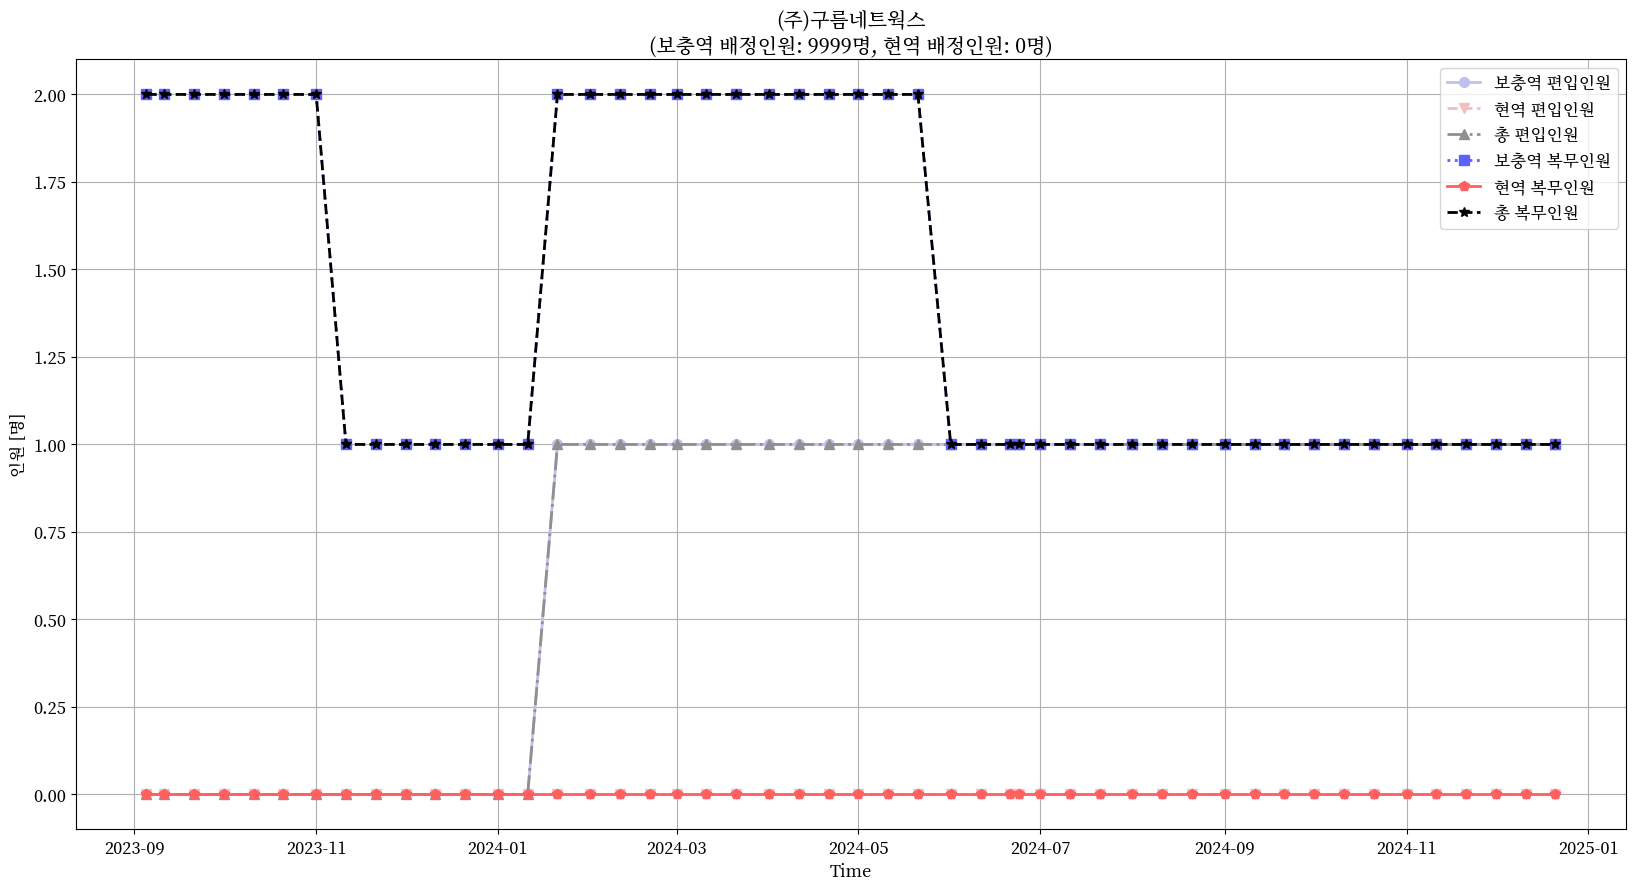 (주)구름네트웍스
(보충역 배정인원: 9999명, 현역 배정인원: 0명)
보충역 편입인원
현역 편입인원
총 편입인원
보충역 복무인원
현역 복무인원
총 복무인원
인원 [명]
2.00
1.75
1.50
1.25
1.00
0.75
0.50
0.25
0.00
2023-09 2023-11 2024-01 2024-03 2024-05 2024-07 2024-09 2024-11 2025-01
Time